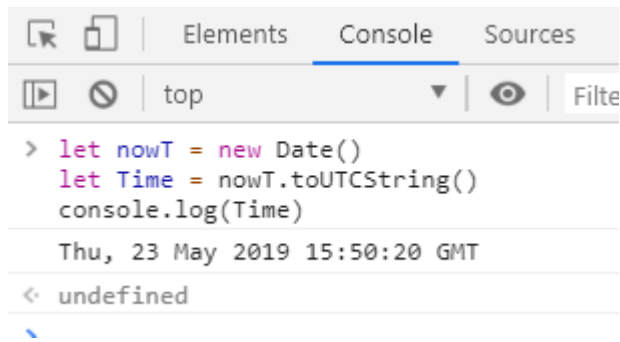 Elements Console Sources
top Filte
> let nowT = new Date()
let Time = nowT.toUTCString()
console.log(Time)
Thu, 23 May 2019 15:50:20 GMT
undefined